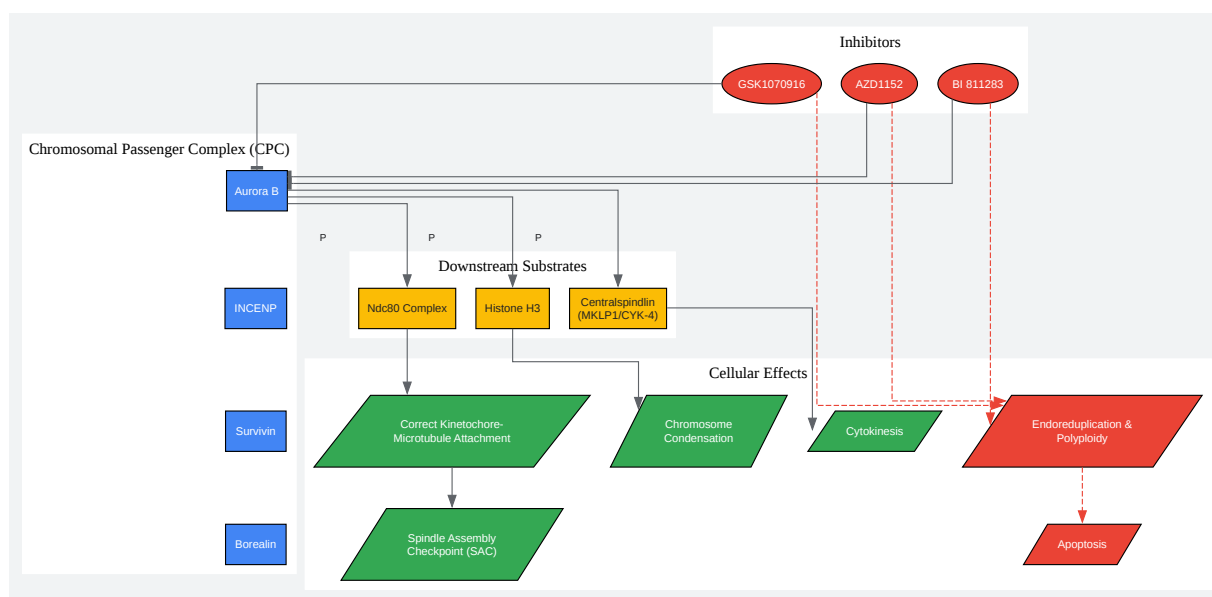 Inhibitors
GSK1070916
AZD1152
BI 811283
Chromosomal Passenger Complex (CPC)
Aurora B
P
P
P
Downstream Substrates
INCENP
Ndc80 Complex
Histone H3
Centralspindlin
(MKLP1/CYK-4)
Cellular Effects
Survivin
Correct Kinetochore-
Microtubule Attachment
Chromosome
Condensation
Cytokinesis
Endoreduplication &
Polyploidy
Borealin
Spindle Assembly
Checkpoint (SAC)
Apoptosis